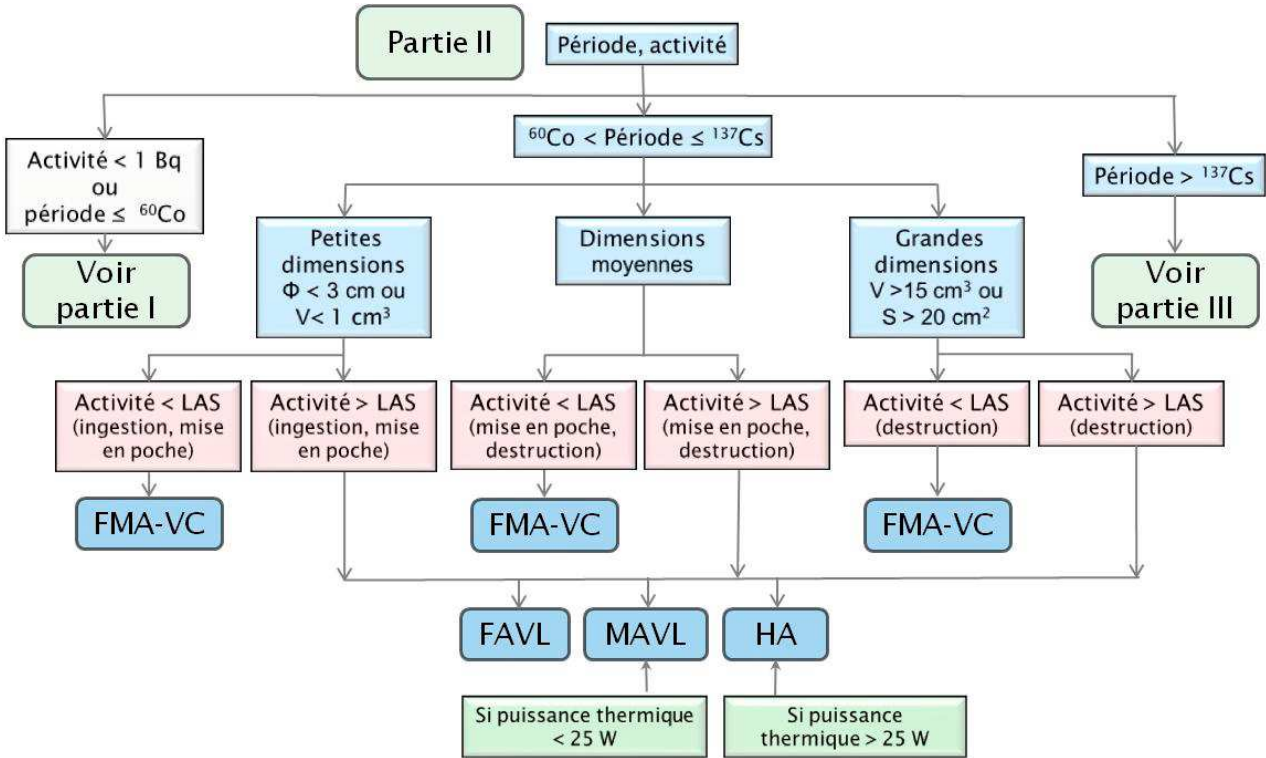 Partie II
Période, activité
Activité < 1 Bq
ou
période ≤ ⁶⁰Co
⁶⁰Co < Période ≤ ¹³⁷Cs
Période > ¹³⁷Cs
Voir
partie I
Petites
dimensions
Φ < 3 cm ou
V< 1 cm³
Dimensions
moyennes
Grandes
dimensions
V >15 cm³ ou
S > 20 cm²
Voir
partie III
Activité < LAS
(ingestion, mise
en poche)
Activité > LAS
(ingestion, mise
en poche)
Activité < LAS
(mise en poche,
destruction)
Activité > LAS
(mise en poche,
destruction)
Activité < LAS
(destruction)
Activité > LAS
(destruction)
FMA-VC
FMA-VC
FMA-VC
FAVL
MAVL
HA
Si puissance thermique
< 25 W
Si puissance
thermique > 25 W